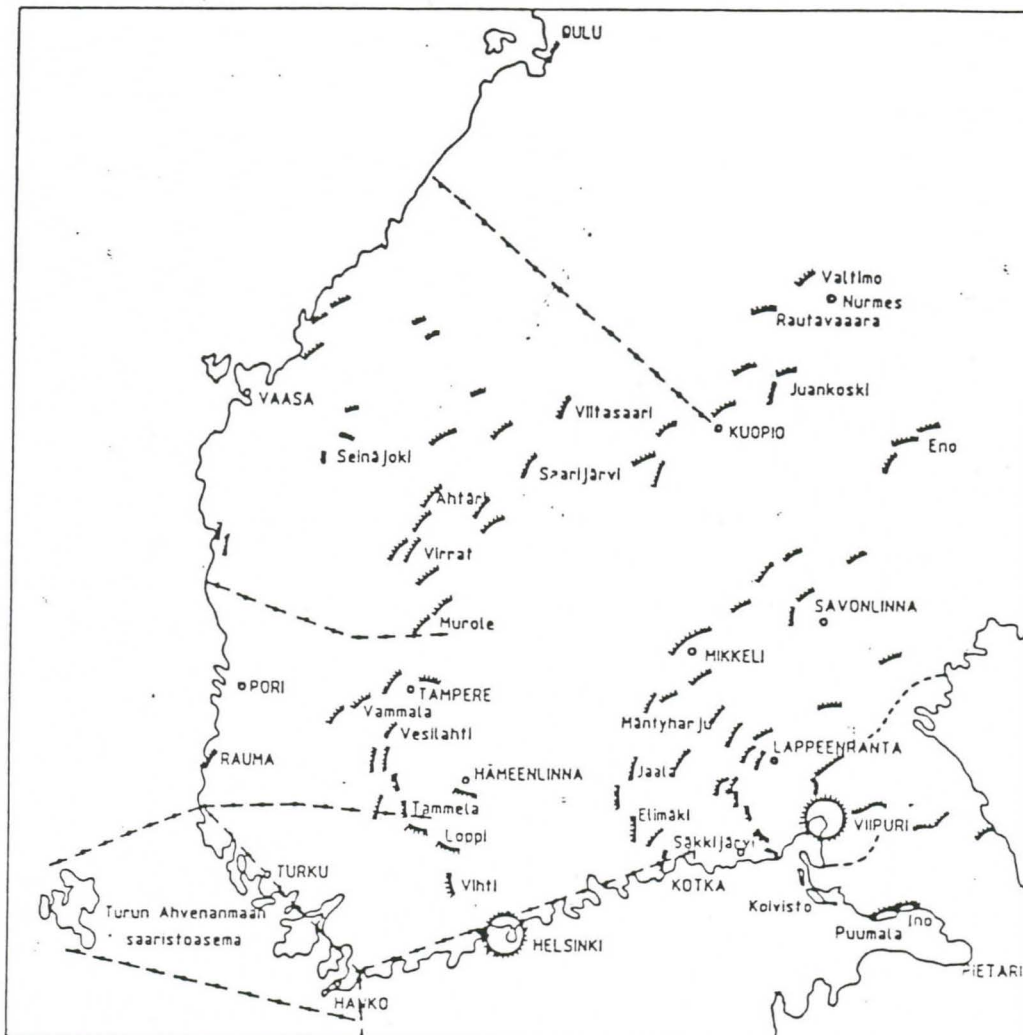 OULU
Valtimo
Nurmes
Rautavaaara
Juankoski
VAASA
Viitasaari
KUOPIO
Seinäjoki
Saarijärvi
Eno
Ähtäri
Virrat
SAVONLINNA
Murole
MIKKELI
PORI
TAMPERE
Vammala
Mäntyharju
Vesilahti
LAPPEENRANTA
RAUMA
HÄMEENLINNA
Jaala
Tammela
Elimäki
VIIPURI
Loppi
Säkkijärvi
TURKU
Vihti
KOTKA
Koivisto
Turun Ahvenanmaan
saaristoasema
HELSINKI
Puumala
Ino
PIETARI
HANKO